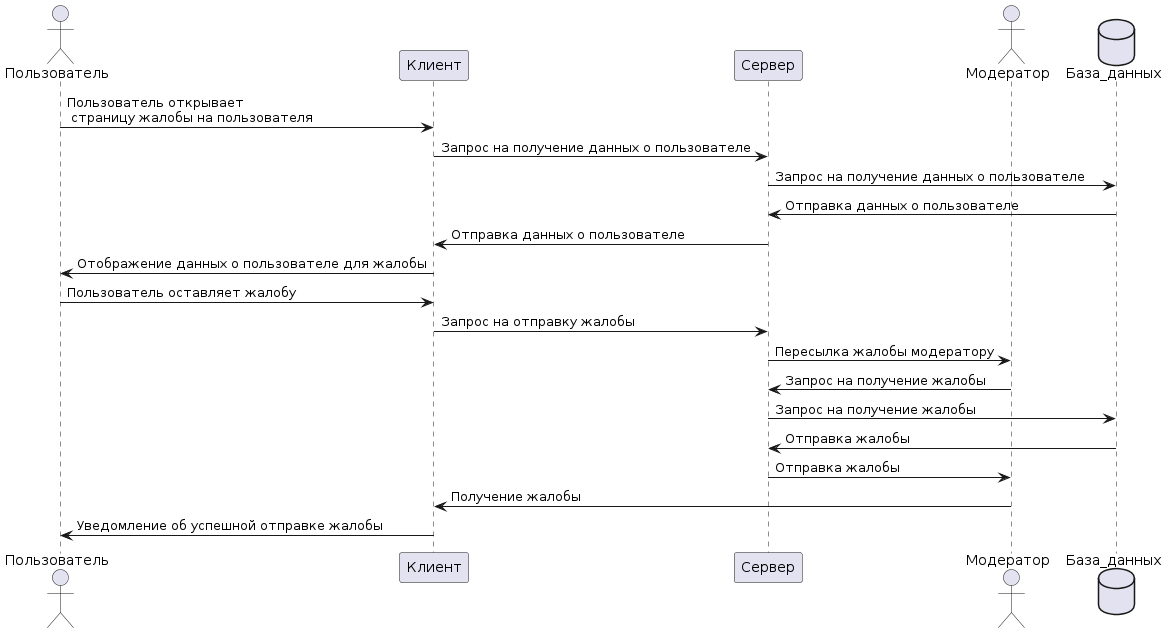 Пользователь
Клиент
Сервер
Модератор
База_данных
Пользователь открывает
страницу жалобы на пользователя
Запрос на получение данных о пользователе
Запрос на получение данных о пользователе
Отправка данных о пользователе
Отправка данных о пользователе
Отображение данных о пользователе для жалобы
Пользователь оставляет жалобу
Запрос на отправку жалобы
Пересылка жалобы модератору
Запрос на получение жалобы
Запрос на получение жалобы
Отправка жалобы
Отправка жалобы
Получение жалобы
Уведомление об успешной отправке жалобы
Пользователь
Клиент
Сервер
Модератор
База_данных